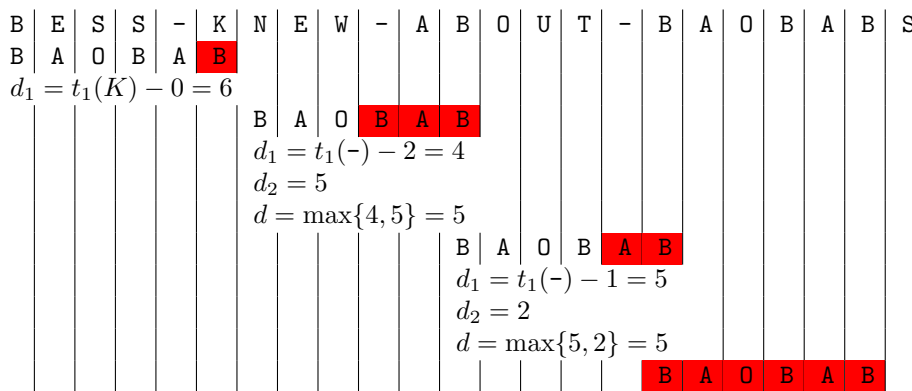 B E S S - K N E W - A B O U T - B A O B A B S
B A O B A B
d₁ = t₁(K) − 0 = 6
B A O B A B
d₁ = t₁(-) − 2 = 4
d₂ = 5
d = max{4, 5} = 5
B A O B A B
d₁ = t₁(-) − 1 = 5
d₂ = 2
d = max{5, 2} = 5
B A O B A B